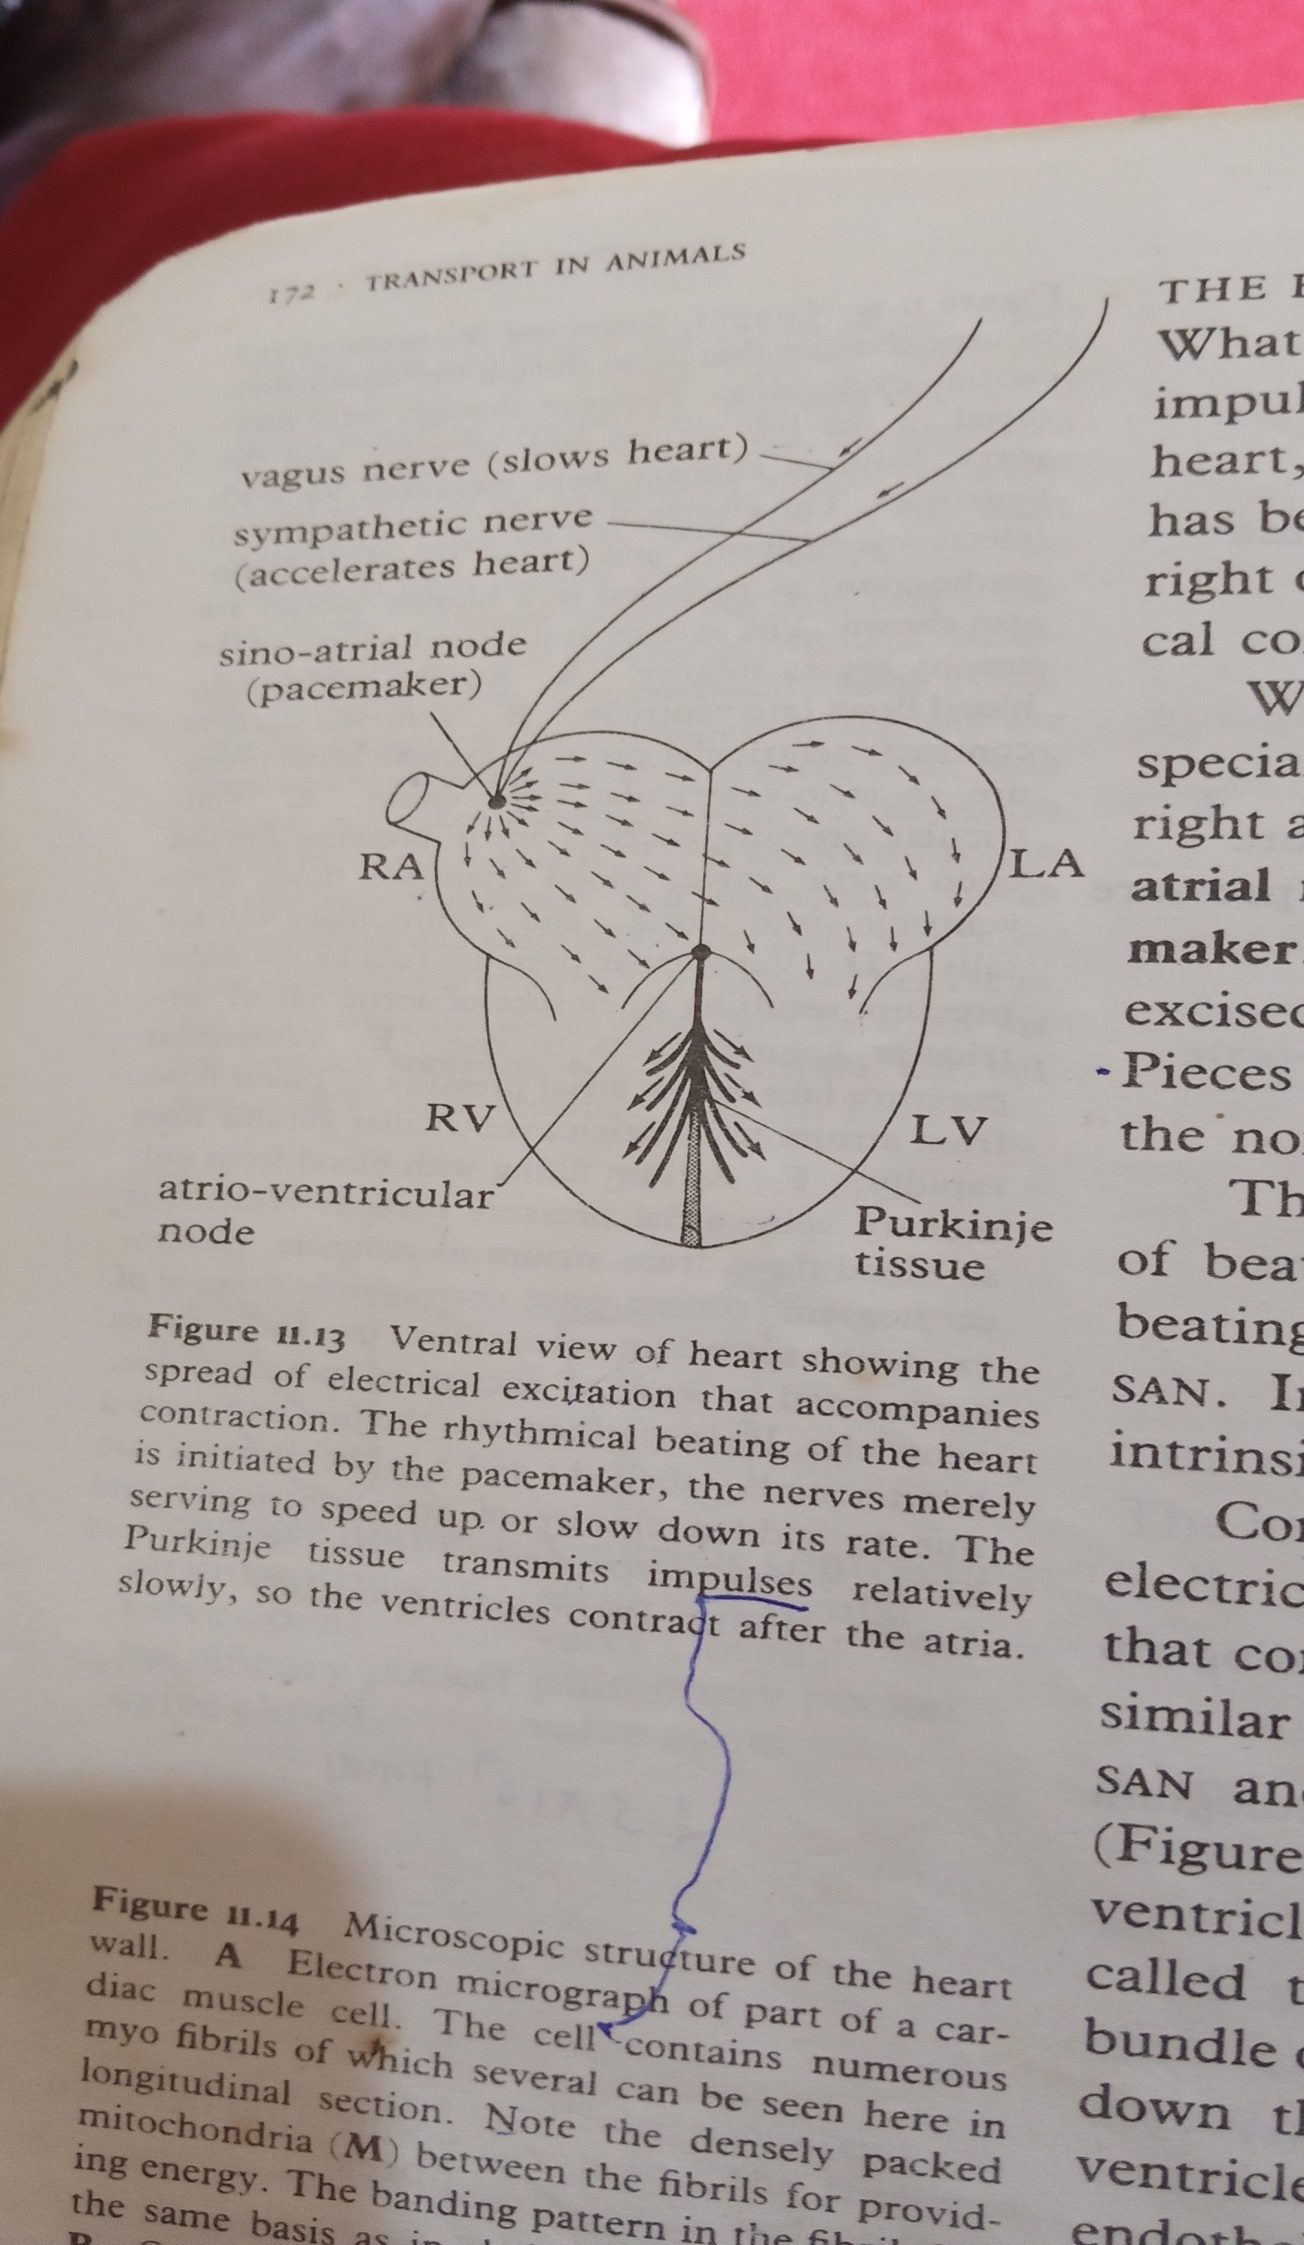 172 · TRANSPORT IN ANIMALS
vagus nerve (slows heart)
sympathetic nerve
(accelerates heart)
sino-atrial node
(pacemaker)
RA
LA
RV
LV
atrio-ventricular
node
Purkinje
tissue
Figure 11.13 Ventral view of heart showing the
spread of electrical excitation that accompanies
contraction. The rhythmical beating of the heart
is initiated by the pacemaker, the nerves merely
serving to speed up or slow down its rate. The
Purkinje tissue transmits impulses relatively
slowly, so the ventricles contract after the atria.
Figure 11.14 Microscopic structure of the heart
wall. A Electron micrograph of part of a car-
diac muscle cell. The cell contains numerous
myo fibrils of which several can be seen here in
longitudinal section. Note the densely packed
mitochondria (M) between the fibrils for provid-
ing energy. The banding pattern in the
the same basis as
THE
What
impul
heart,
has be
right
cal co
W
specia
right a
atrial
maker
excised
Pieces
the no
Th
of bea
beating
SAN. I
intrinsi
Con
electric
that co
similar
SAN an
(Figure
ventricl
called t
bundle
down th
ventricle
endothe